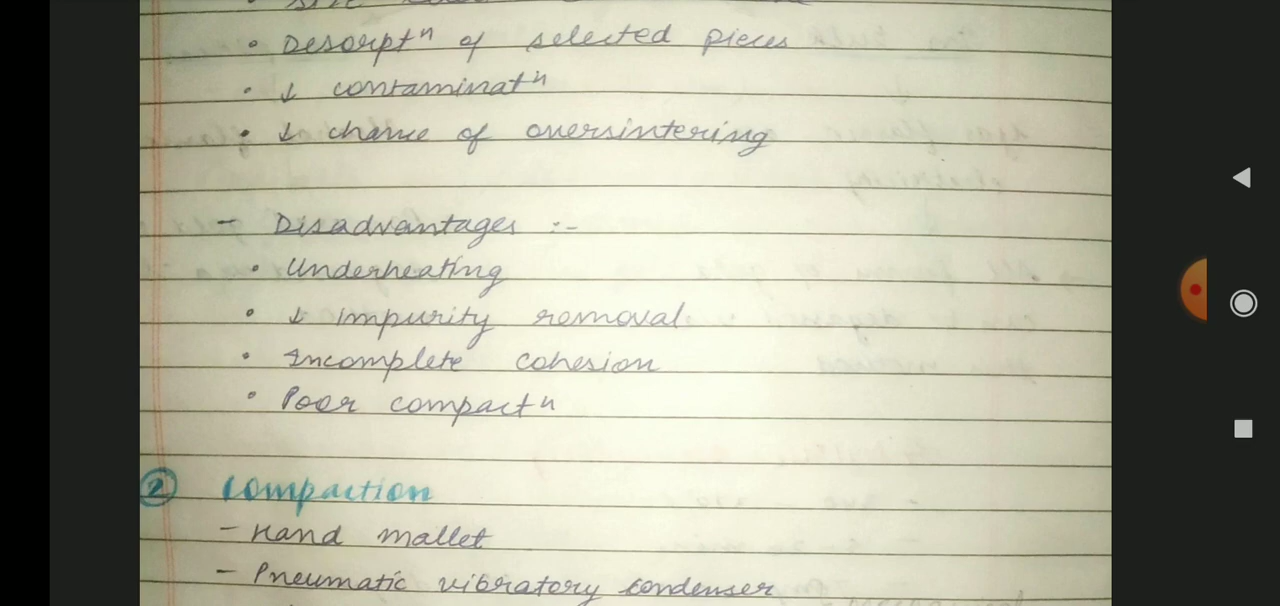 • Desorptⁿ of selected pieces
• ↓ contaminatⁿ
• ↓ chance of oversintering
- Disadvantages :-
• Underheating
• ↓ impurity removal
• Incomplete cohesion
• Poor compactⁿ
② Compaction
- Hand mallet
- Pneumatic vibratory condenser